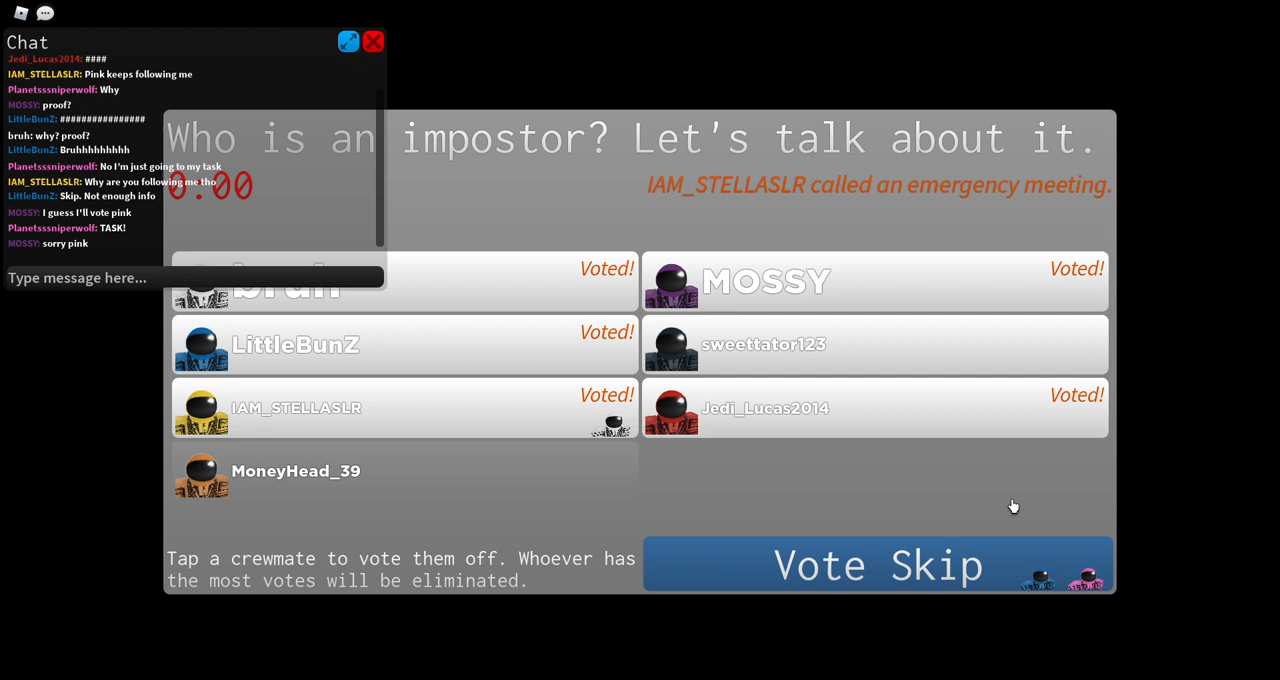 Chat
Jedi_Lucas2014: ####
IAM_STELLASLR: Pink keeps following me
Planetsssniperwolf: Why
MOSSY: proof?
LittleBunZ: ################
bruh: why? proof?
LittleBunZ: Bruhhhhhhhhh
Planetsssniperwolf: No I'm just going to my task
IAM_STELLASLR: Why are you following me tho
LittleBunZ: Skip. Not enough info
MOSSY: I guess I'll vote pink
Planetsssniperwolf: TASK!
MOSSY: sorry pink
Type message here...
Who is an impostor? Let's talk about it.
0:00
IAM_STELLASLR called an emergency meeting.
bruh
Voted!
MOSSY
Voted!
LittleBunZ
Voted!
sweettator123
IAM_STELLASLR
Voted!
Jedi_Lucas2014
Voted!
MoneyHead_39
Tap a crewmate to vote them off. Whoever has
the most votes will be eliminated.
Vote Skip